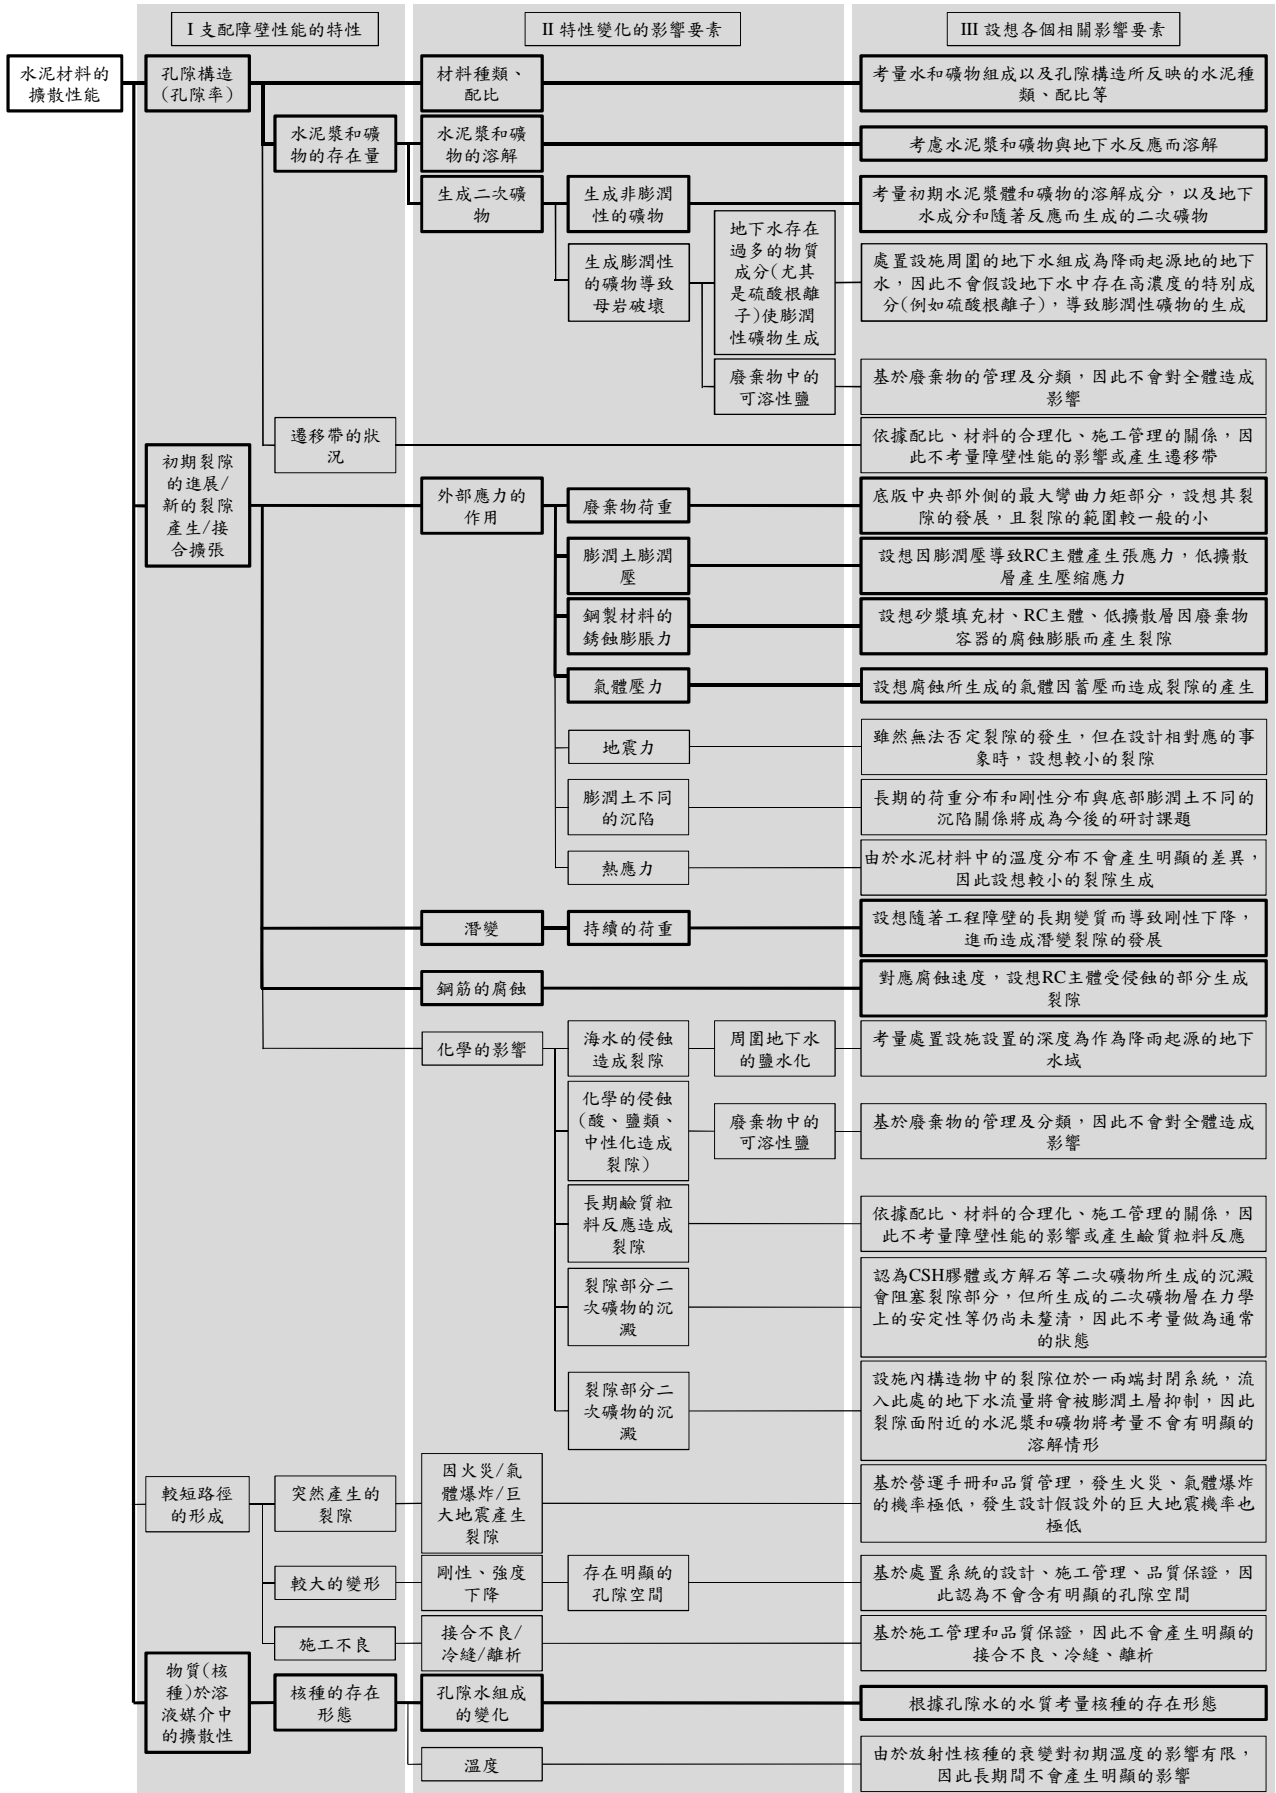 I 支配障壁性能的特性
II 特性變化的影響要素
III 設想各個相關影響要素
水泥材料的
擴散性能
孔隙構造
(孔隙率)
材料種類、
配比
考量水和礦物組成以及孔隙構造所反映的水泥種
類、配比等
水泥漿和礦
物的存在量
水泥漿和礦
物的溶解
考慮水泥漿和礦物與地下水反應而溶解
生成二次礦
物
生成非膨潤
性的礦物
考量初期水泥漿體和礦物的溶解成分，以及地下
水成分和隨著反應而生成的二次礦物
生成膨潤性
的礦物導致
母岩破壞
地下水存在
過多的物質
成分(尤其
是硫酸根離
子)使膨潤
性礦物生成
處置設施周圍的地下水組成為降雨起源地的地下
水，因此不會假設地下水中存在高濃度的特別成
分(例如硫酸根離子)，導致膨潤性礦物的生成
廢棄物中的
可溶性鹽
基於廢棄物的管理及分類，因此不會對全體造成
影響
遷移帶的狀
況
依據配比、材料的合理化、施工管理的關係，因
此不考量障壁性能的影響或產生遷移帶
初期裂隙
的進展/
新的裂隙
產生/接
合擴張
外部應力的
作用
廢棄物荷重
底版中央部外側的最大彎曲力矩部分，設想其裂
隙的發展，且裂隙的範圍較一般的小
膨潤土膨潤
壓
設想因膨潤壓導致RC主體產生張應力，低擴散
層產生壓縮應力
鋼製材料的
銹蝕膨脹力
設想砂漿填充材、RC主體、低擴散層因廢棄物
容器的腐蝕膨脹而產生裂隙
氣體壓力
設想腐蝕所生成的氣體因蓄壓而造成裂隙的產生
地震力
雖然無法否定裂隙的發生，但在設計相對應的事
象時，設想較小的裂隙
膨潤土不同
的沉陷
長期的荷重分布和剛性分布與底部膨潤土不同的
沉陷關係將成為今後的研討課題
熱應力
由於水泥材料中的溫度分布不會產生明顯的差異，
因此設想較小的裂隙生成
潛變
持續的荷重
設想隨著工程障壁的長期變質而導致剛性下降，
進而造成潛變裂隙的發展
鋼筋的腐蝕
對應腐蝕速度，設想RC主體受侵蝕的部分生成
裂隙
化學的影響
海水的侵蝕
造成裂隙
周圍地下水
的鹽水化
考量處置設施設置的深度為作為降雨起源的地下
水域
化學的侵蝕
(酸、鹽類、
中性化造成
裂隙)
廢棄物中的
可溶性鹽
基於廢棄物的管理及分類，因此不會對全體造成
影響
長期鹼質粒
料反應造成
裂隙
依據配比、材料的合理化、施工管理的關係，因
此不考量障壁性能的影響或產生鹼質粒料反應
裂隙部分二
次礦物的沉
澱
認為CSH膠體或方解石等二次礦物所生成的沉澱
會阻塞裂隙部分，但所生成的二次礦物層在力學
上的安定性等仍尚未釐清，因此不考量做為通常
的狀態
裂隙部分二
次礦物的沉
澱
設施內構造物中的裂隙位於一兩端封閉系統，流
入此處的地下水流量將會被膨潤土層抑制，因此
裂隙面附近的水泥漿和礦物將考量不會有明顯的
溶解情形
較短路徑
的形成
突然產生的
裂隙
因火災/氣
體爆炸/巨
大地震產生
裂隙
基於營運手冊和品質管理，發生火災、氣體爆炸
的機率極低，發生設計假設外的巨大地震機率也
極低
較大的變形
剛性、強度
下降
存在明顯的
孔隙空間
基於處置系統的設計、施工管理、品質保證，因
此認為不會含有明顯的孔隙空間
施工不良
接合不良/
冷縫/離析
基於施工管理和品質保證，因此不會產生明顯的
接合不良、冷縫、離析
物質(核
種)於溶
液媒介中
的擴散性
核種的存在
形態
孔隙水組成
的變化
根據孔隙水的水質考量核種的存在形態
溫度
由於放射性核種的衰變對初期溫度的影響有限，
因此長期間不會產生明顯的影響